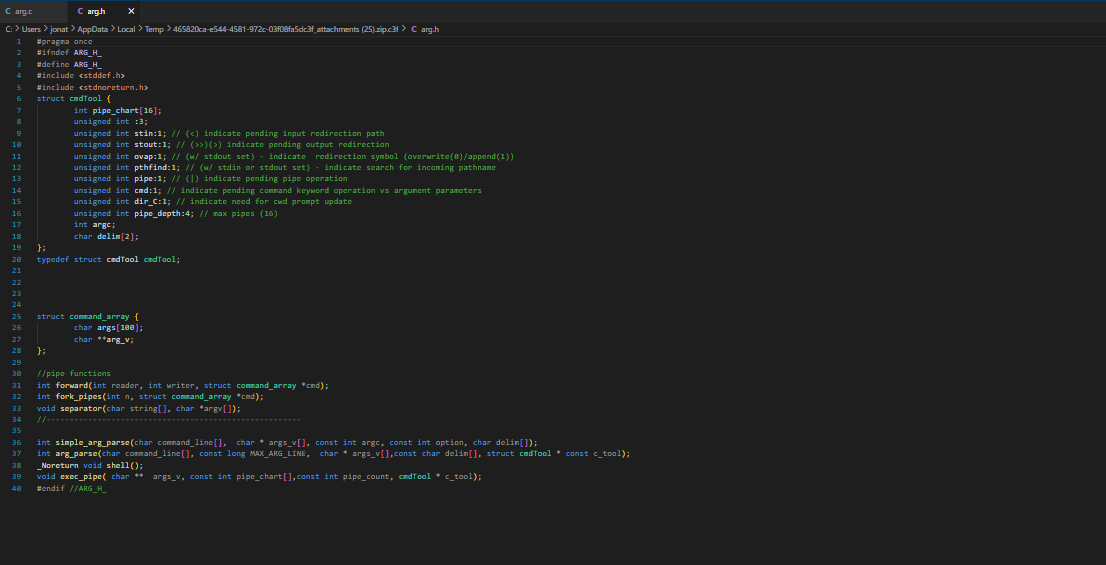 arg.c
arg.h
C: > Users > jonat > AppData > Local > Temp > 465820ca-e544-4581-972c-03f08fa5dc3f_attachments (25).zip.c3f > C arg.h
1 #pragma once
2 #ifndef ARG_H_
3 #define ARG_H_
4 #include <stddef.h>
5 #include <stdnoreturn.h>
6 struct cmdTool {
7 int pipe_chart[16];
8 unsigned int :3;
9 unsigned int stin:1; // (<) indicate pending input redirection path
10 unsigned int stout:1; // (>>)(>) indicate pending output redirection
11 unsigned int ovap:1; // (w/ stdout set) - indicate  redirection symbol (overwrite(0)/append(1))
12 unsigned int pthfind:1; // (w/ stdin or stdout set) - indicate search for incoming pathname
13 unsigned int pipe:1; // (|) indicate pending pipe operation
14 unsigned int cmd:1; // indicate pending command keyword operation vs argument parameters
15 unsigned int dir_C:1; // indicate need for cwd prompt update
16 unsigned int pipe_depth:4; // max pipes (16)
17 int argc;
18 char delim[2];
19 };
20 typedef struct cmdTool cmdTool;
21
22
23
24
25 struct command_array {
26 char args[100];
27 char **arg_v;
28 };
29
30 //pipe functions
31 int forward(int reader, int writer, struct command_array *cmd);
32 int fork_pipes(int n, struct command_array *cmd);
33 void separator(char string[], char *argv[]);
34 //-------------------------------------------------------
35
36 int simple_arg_parse(char command_line[],  char * args_v[], const int argc, const int option, char delim[]);
37 int arg_parse(char command_line[], const long MAX_ARG_LINE,  char * args_v[],const char delim[], struct cmdTool * const c_tool);
38 _Noreturn void shell();
39 void exec_pipe( char **  args_v, const int pipe_chart[],const int pipe_count, cmdTool * c_tool);
40 #endif //ARG_H_